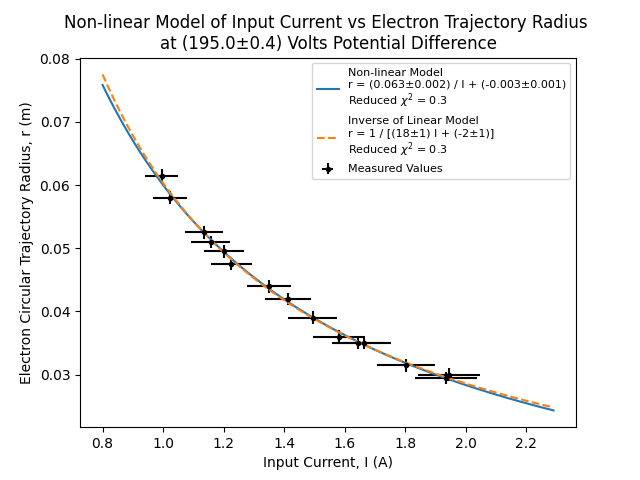 Non-linear Model of Input Current vs Electron Trajectory Radius
at (195.0±0.4) Volts Potential Difference
Non-linear Model
r = (0.063±0.002) / I + (-0.003±0.001)
Reduced χ² = 0.3
Inverse of Linear Model
r = 1 / [(18±1) I + (-2±1)]
Reduced χ² = 0.3
Measured Values
Electron Circular Trajectory Radius, r (m)
0.08
0.07
0.06
0.05
0.04
0.03
0.8 1.0 1.2 1.4 1.6 1.8 2.0 2.2
Input Current, I (A)